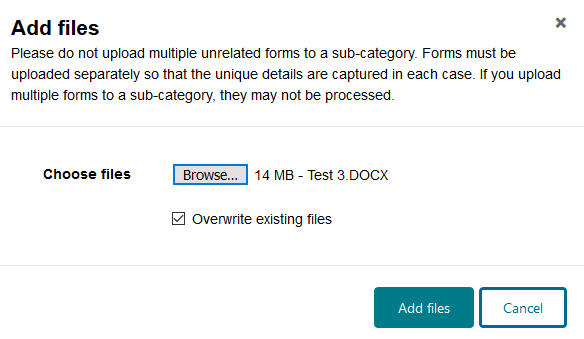 Add files
Please do not upload multiple unrelated forms to a sub-category. Forms must be
uploaded separately so that the unique details are captured in each case. If you upload
multiple forms to a sub-category, they may not be processed.
Choose files Browse... 14 MB - Test 3.DOCX
Overwrite existing files
Add files Cancel